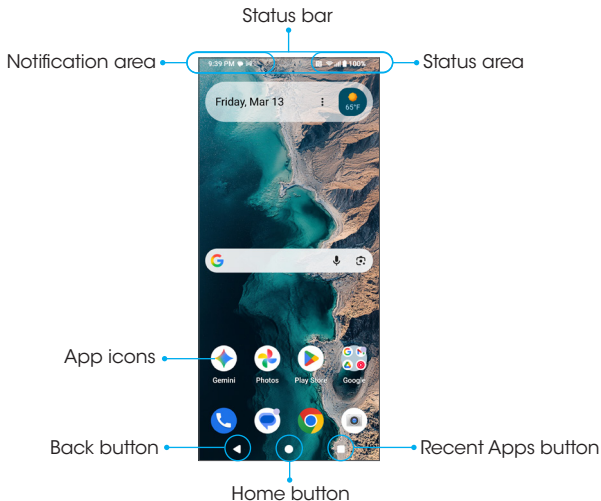 Status bar
Notification area
Status area
9:39 PM
100%
Friday, Mar 13
65°F
G
App icons
Gemini
Photos
Play Store
Google
Back button
Recent Apps button
Home button